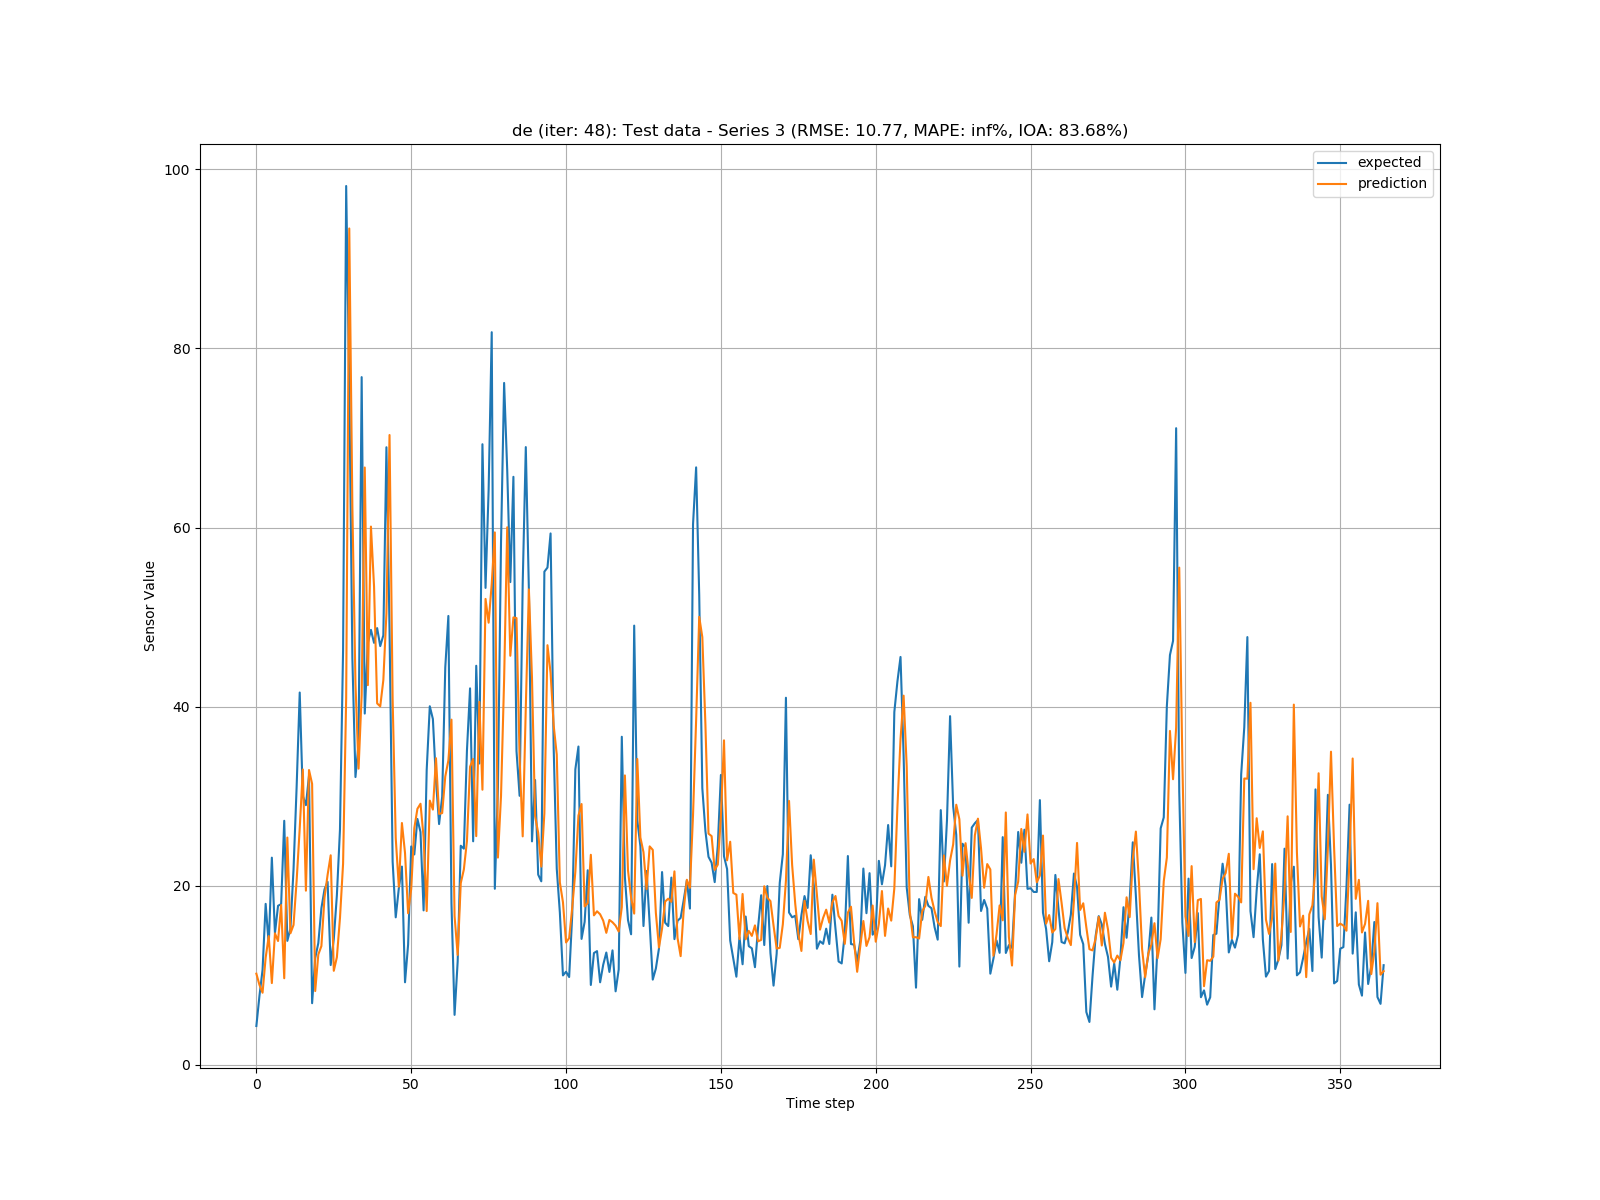 de (iter: 48): Test data - Series 3 (RMSE: 10.77, MAPE: inf%, IOA: 83.68%)
expected
prediction
100
80
60
40
20
0
Sensor Value
0 50 100 150 200 250 300 350
Time step